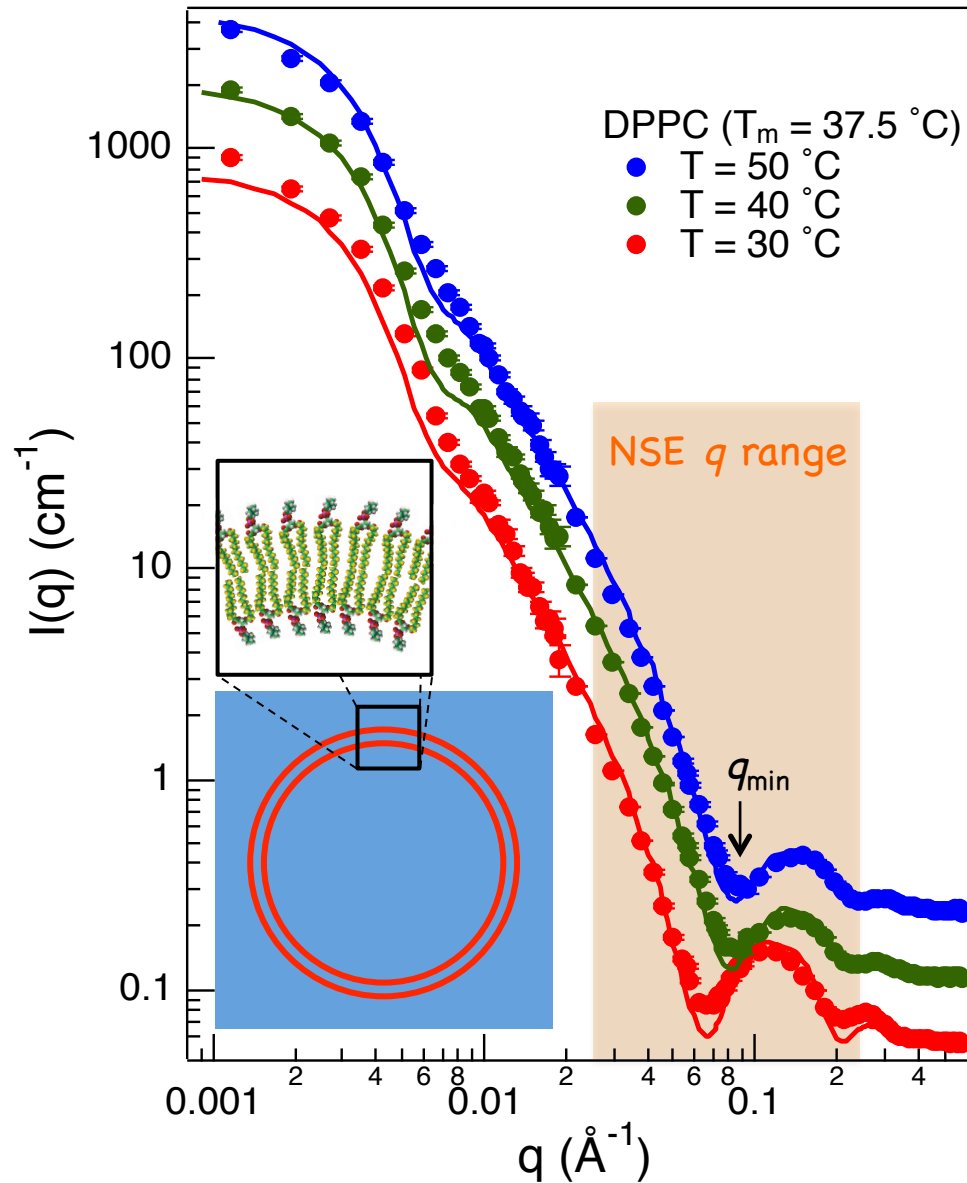 DPPC (Tm = 37.5 ˚C)
T = 50 ˚C
T = 40 ˚C
T = 30 ˚C
NSE q range
qmin
I(q) (cm-1)
1000
100
10
1
0.1
0.001
2
4
6
8
0.01
2
4
6
8
0.1
2
4
q (Å-1)